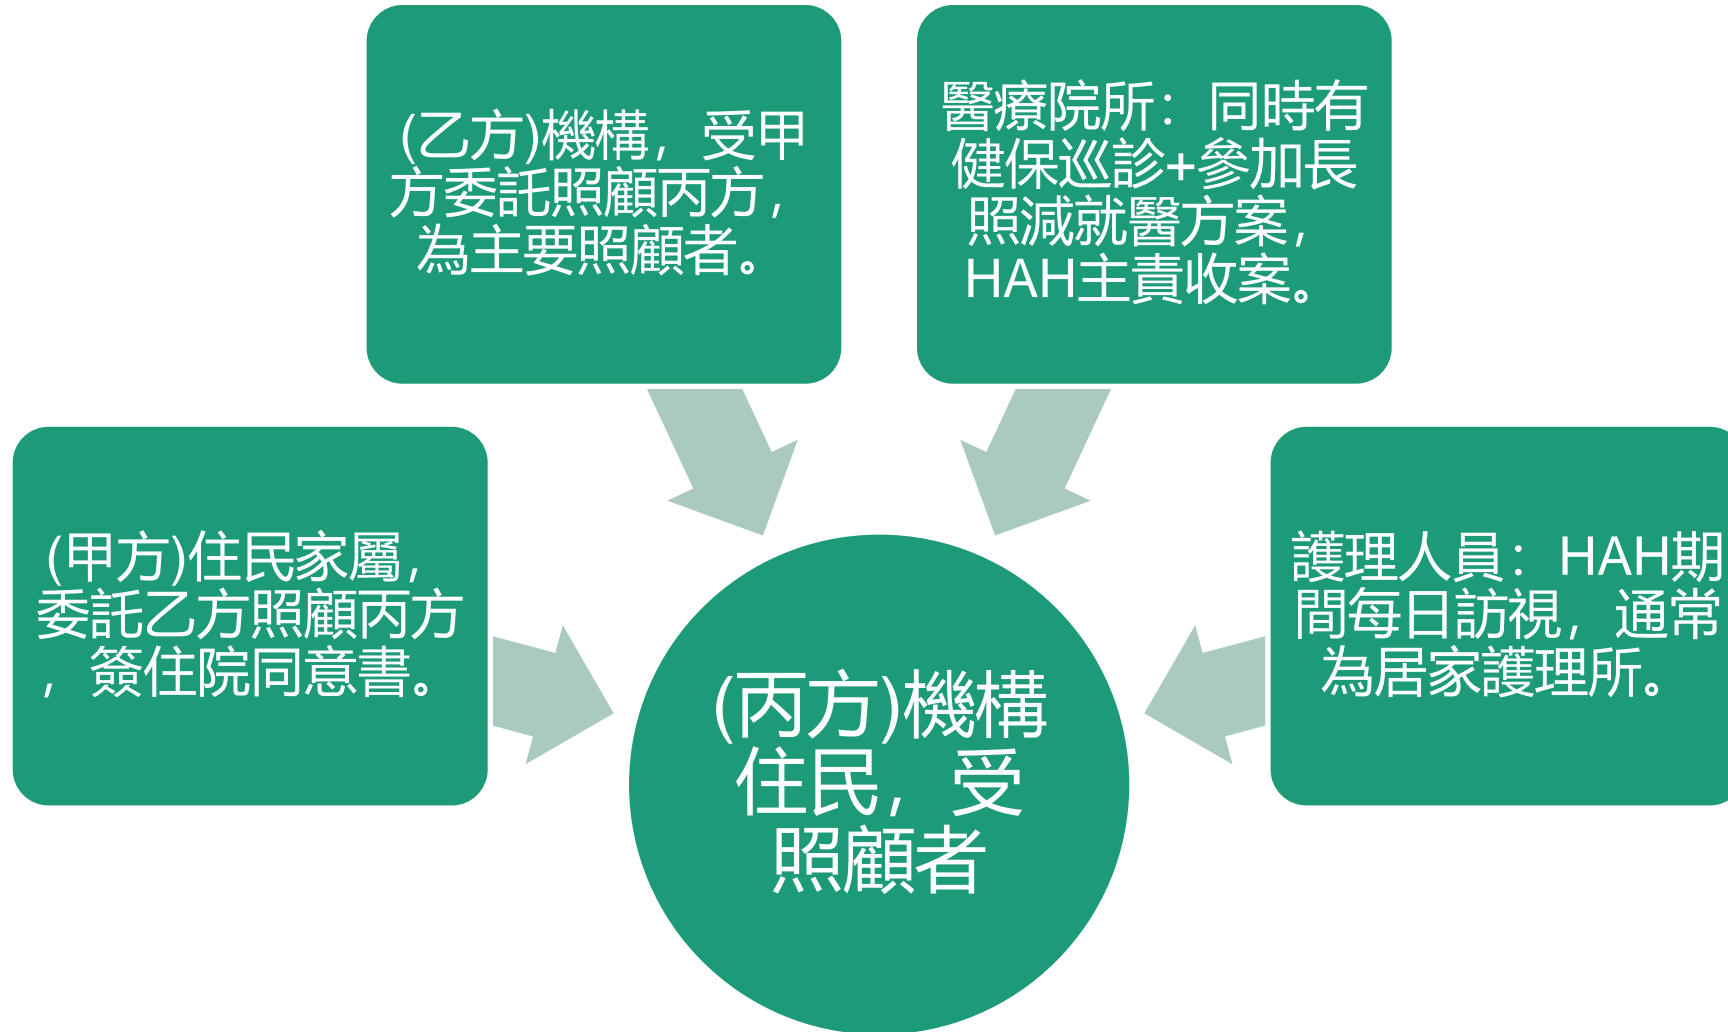 (乙方)機構，受甲
方委託照顧丙方，
為主要照顧者。
醫療院所：同時有
健保巡診+參加長
照減就醫方案，
HAH主責收案。
(甲方)住民家屬，
委託乙方照顧丙方
，簽住院同意書。
護理人員：HAH期
間每日訪視，通常
為居家護理所。
(丙方)機構
住民，受
照顧者